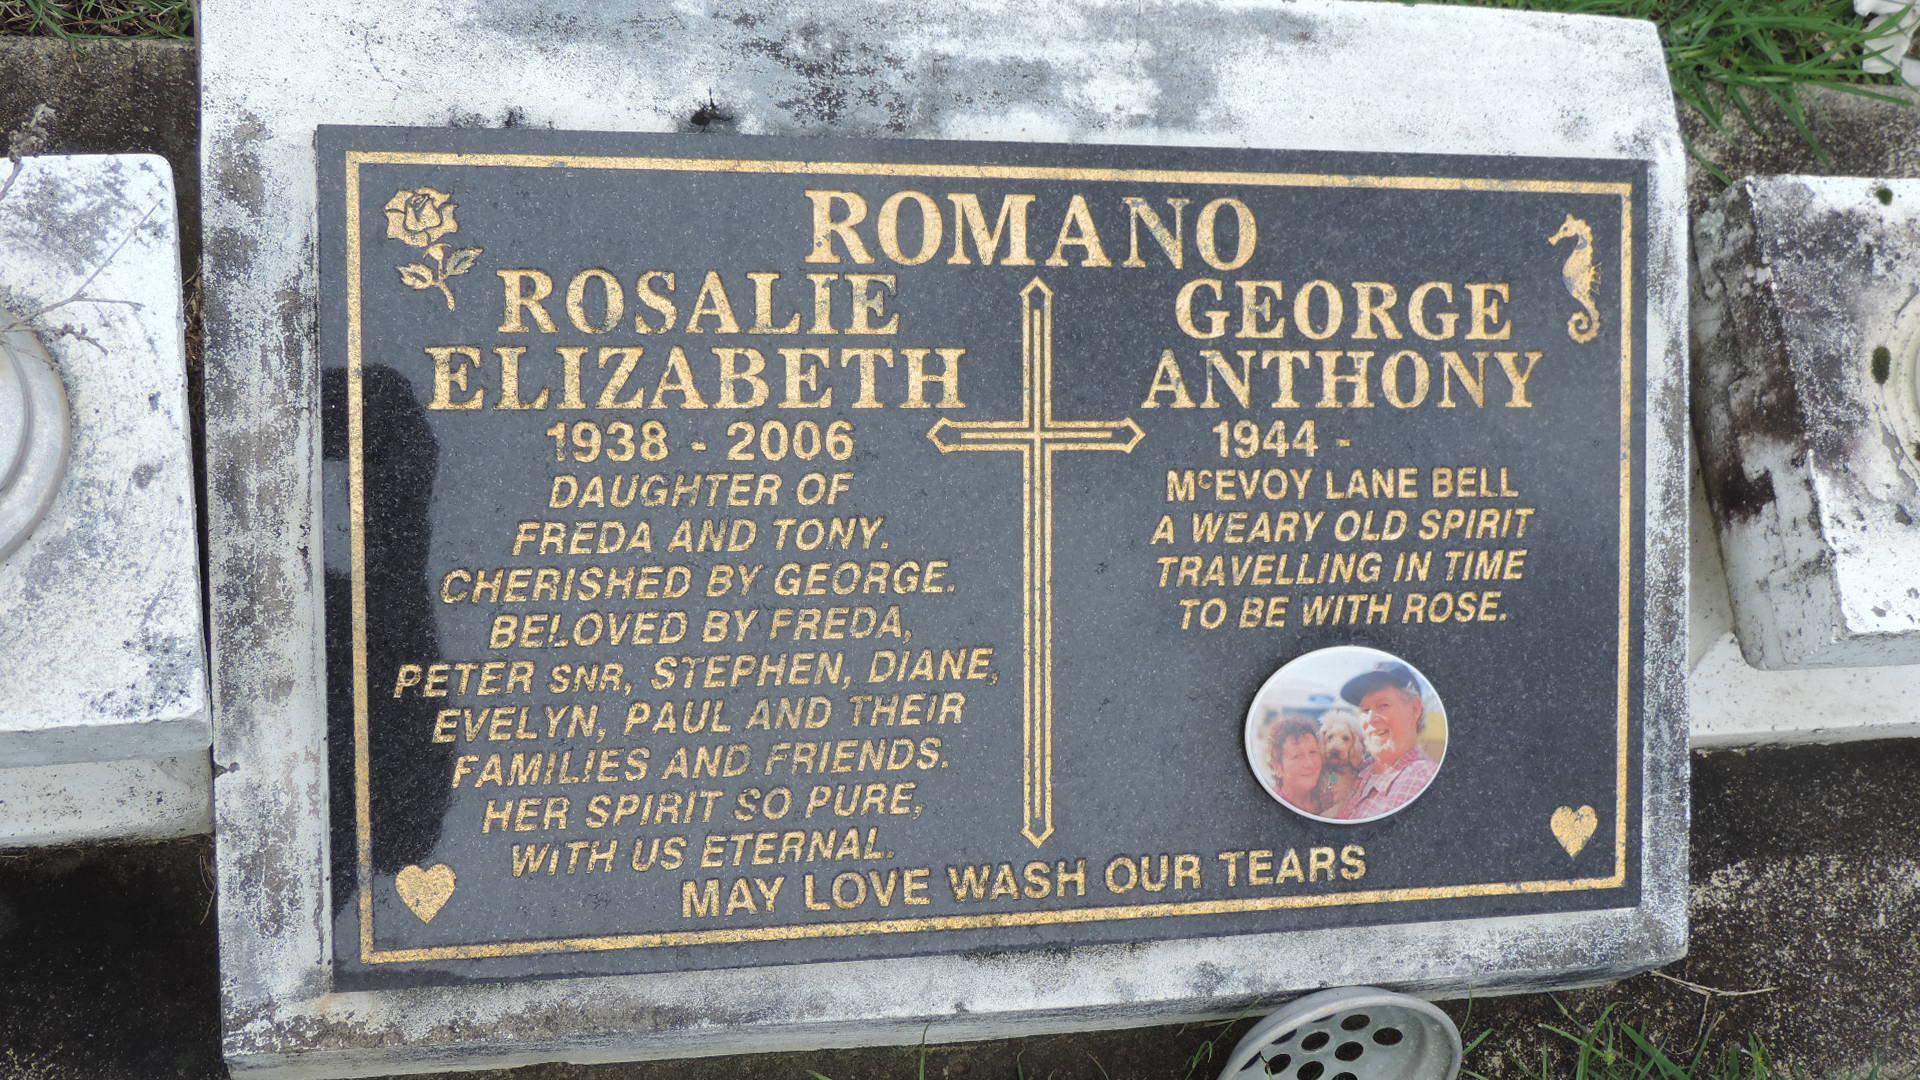 ROMANO
ROSALIE
ELIZABETH
1938 - 2006
DAUGHTER OF
FREDA AND TONY.
CHERISHED BY GEORGE.
BELOVED BY FREDA,
PETER SNR, STEPHEN, DIANE,
EVELYN, PAUL AND THEIR
FAMILIES AND FRIENDS.
HER SPIRIT SO PURE,
WITH US ETERNAL.
GEORGE
ANTHONY
1944 -
McEVOY LANE BELL
A WEARY OLD SPIRIT
TRAVELLING IN TIME
TO BE WITH ROSE.
MAY LOVE WASH OUR TEARS